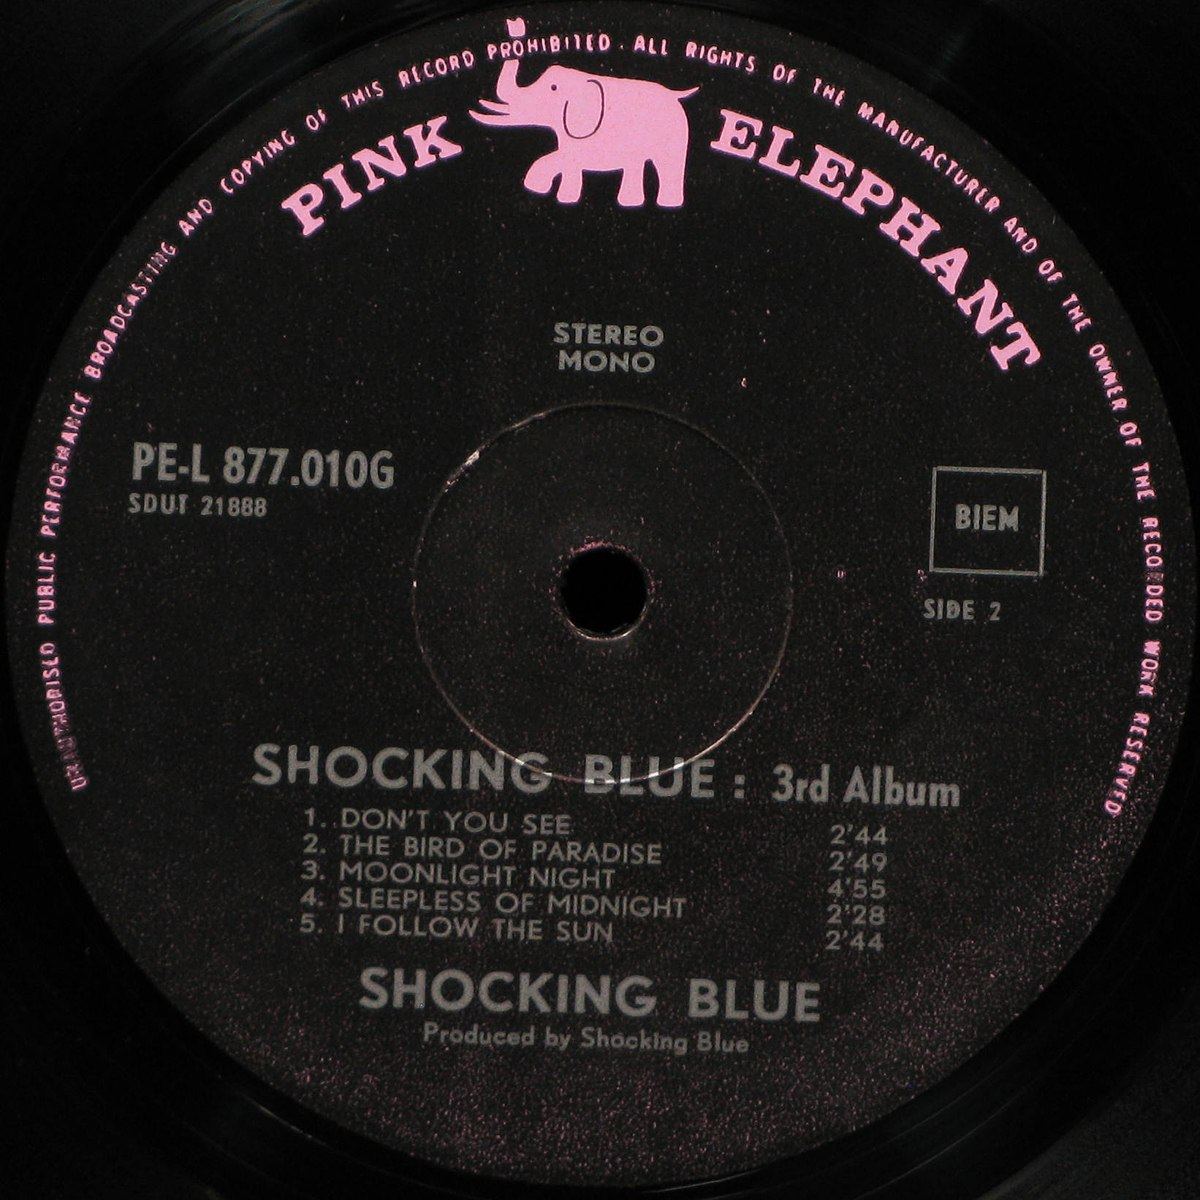 UNAUTHORISED PUBLIC PERFORMANCE BROADCASTING AND COPYING OF THIS RECORD PROHIBITED. ALL RIGHTS OF THE MANUFACTURER AND OF THE OWNER OF THE RECORDED WORK RESERVED
PINK ELEPHANT
STEREO
MONO
PE-L 877.010G
SDUT 21888
BIEM
SIDE 2
SHOCKING BLUE : 3rd Album
1. DON'T YOU SEE 2'44
2. THE BIRD OF PARADISE 2'49
3. MOONLIGHT NIGHT 4'55
4. SLEEPLESS OF MIDNIGHT 2'28
5. I FOLLOW THE SUN 2'44
SHOCKING BLUE
Produced by Shocking Blue